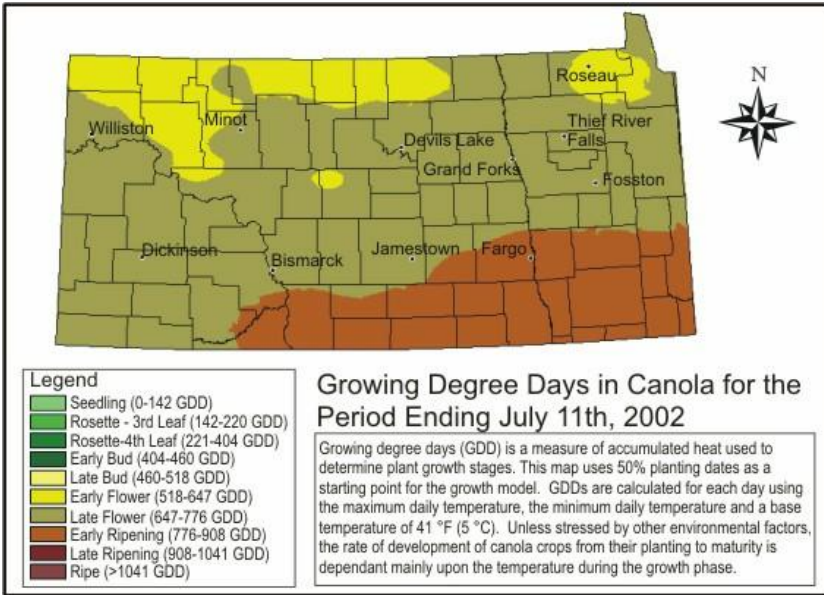 N
Roseau
Williston
Minot
Thief River
Falls
Devils Lake
Grand Forks
Fosston
Dickinson
Bismarck
Jamestown
Fargo
Legend
Seedling (0-142 GDD)
Rosette - 3rd Leaf (142-220 GDD)
Rosette-4th Leaf (221-404 GDD)
Early Bud (404-460 GDD)
Late Bud (460-518 GDD)
Early Flower (518-647 GDD)
Late Flower (647-776 GDD)
Early Ripening (776-908 GDD)
Late Ripening (908-1041 GDD)
Ripe (>1041 GDD)
Growing Degree Days in Canola for the
Period Ending July 11th, 2002
Growing degree days (GDD) is a measure of accumulated heat used to
determine plant growth stages. This map uses 50% planting dates as a
starting point for the growth model. GDDs are calculated for each day using
the maximum daily temperature, the minimum daily temperature and a base
temperature of 41 °F (5 °C). Unless stressed by other environmental factors,
the rate of development of canola crops from their planting to maturity is
dependant mainly upon the temperature during the growth phase.